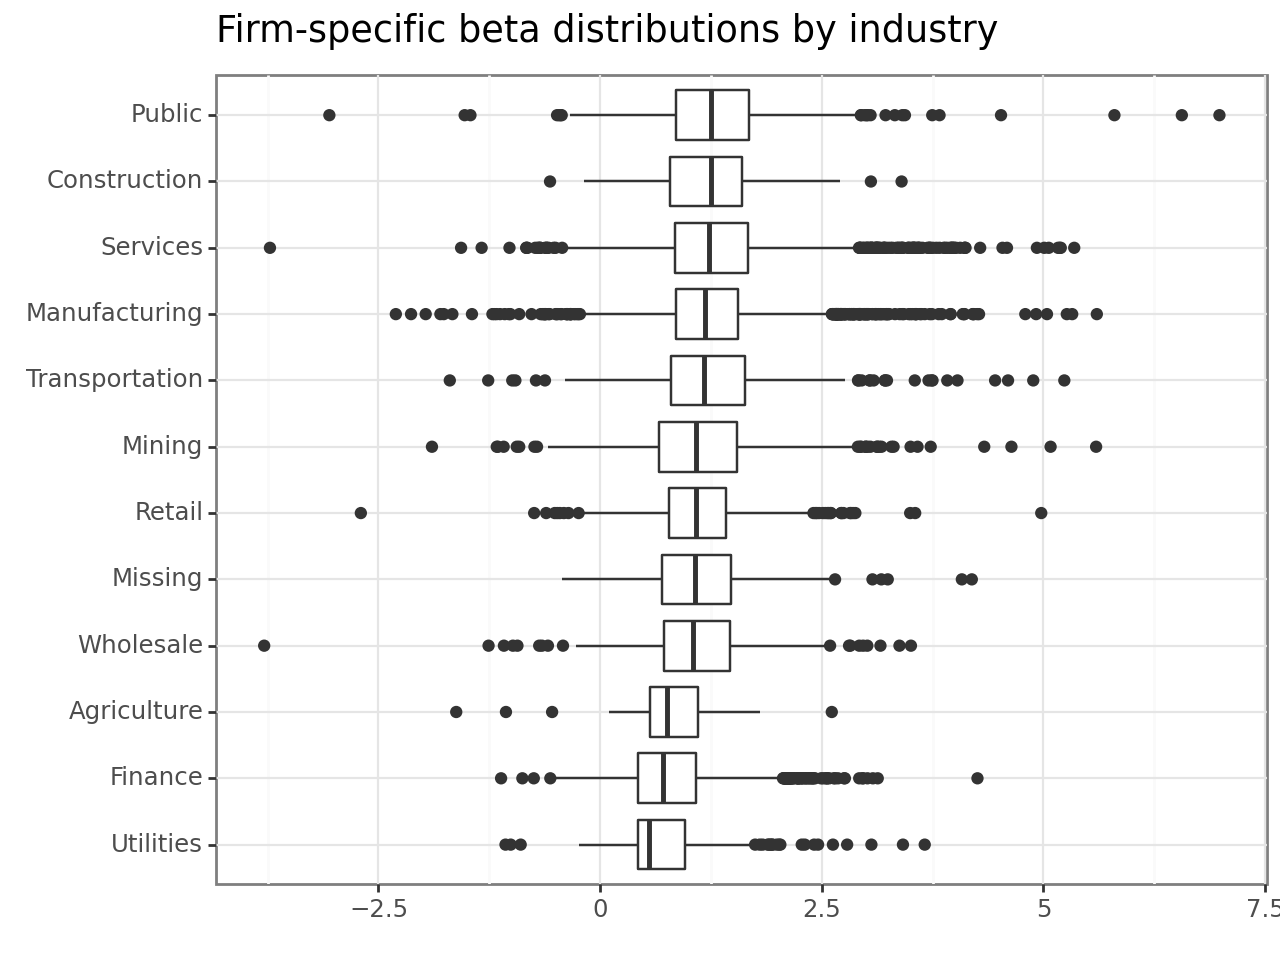 Firm-specific beta distributions by industry
Public
Construction
Services
Manufacturing
Transportation
Mining
Retail
Missing
Wholesale
Agriculture
Finance
Utilities
−2.5 0 2.5 5 7.5